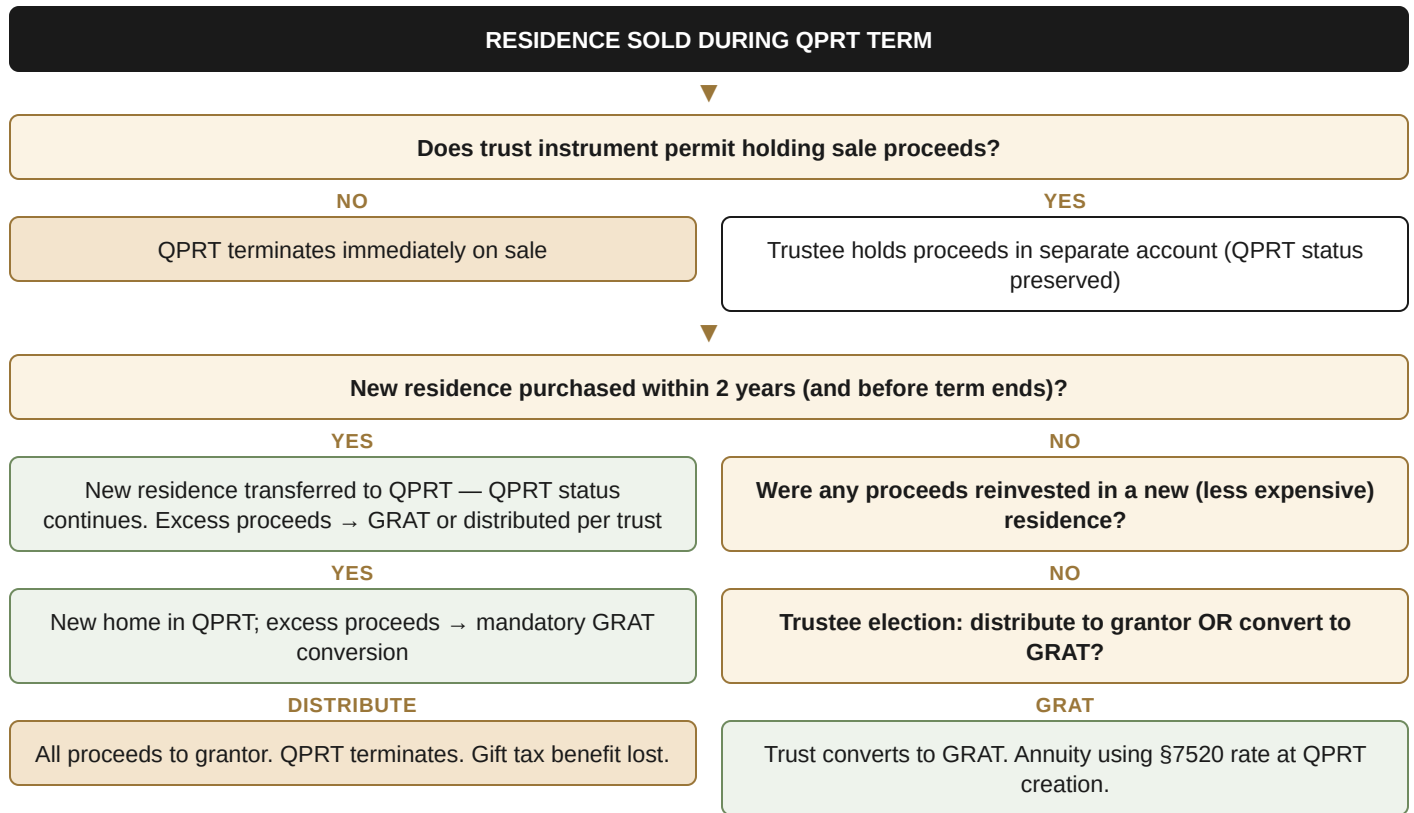 RESIDENCE SOLD DURING QPRT TERM
▼
Does trust instrument permit holding sale proceeds?
NO
QPRT terminates immediately on sale
YES
Trustee holds proceeds in separate account (QPRT status
preserved)
▼
New residence purchased within 2 years (and before term ends)?
YES
New residence transferred to QPRT — QPRT status
continues. Excess proceeds → GRAT or distributed per trust
NO
Were any proceeds reinvested in a new (less expensive)
residence?
YES
New home in QPRT; excess proceeds → mandatory GRAT
conversion
NO
Trustee election: distribute to grantor OR convert to
GRAT?
DISTRIBUTE
All proceeds to grantor. QPRT terminates. Gift tax benefit lost.
GRAT
Trust converts to GRAT. Annuity using §7520 rate at QPRT
creation.